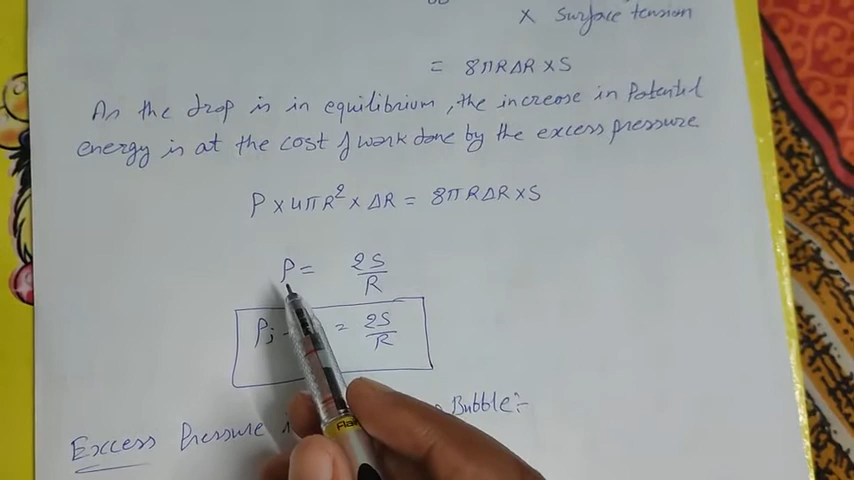 × Surface tension
= 8πRΔR × S
As the drop is in equilibrium, the increase in Potential
energy is at the cost of work done by the excess pressure
P × 4πR² × ΔR = 8πRΔR × S
P = 2S/R
Pi - = 2S/R
Excess Pressure Bubble:-